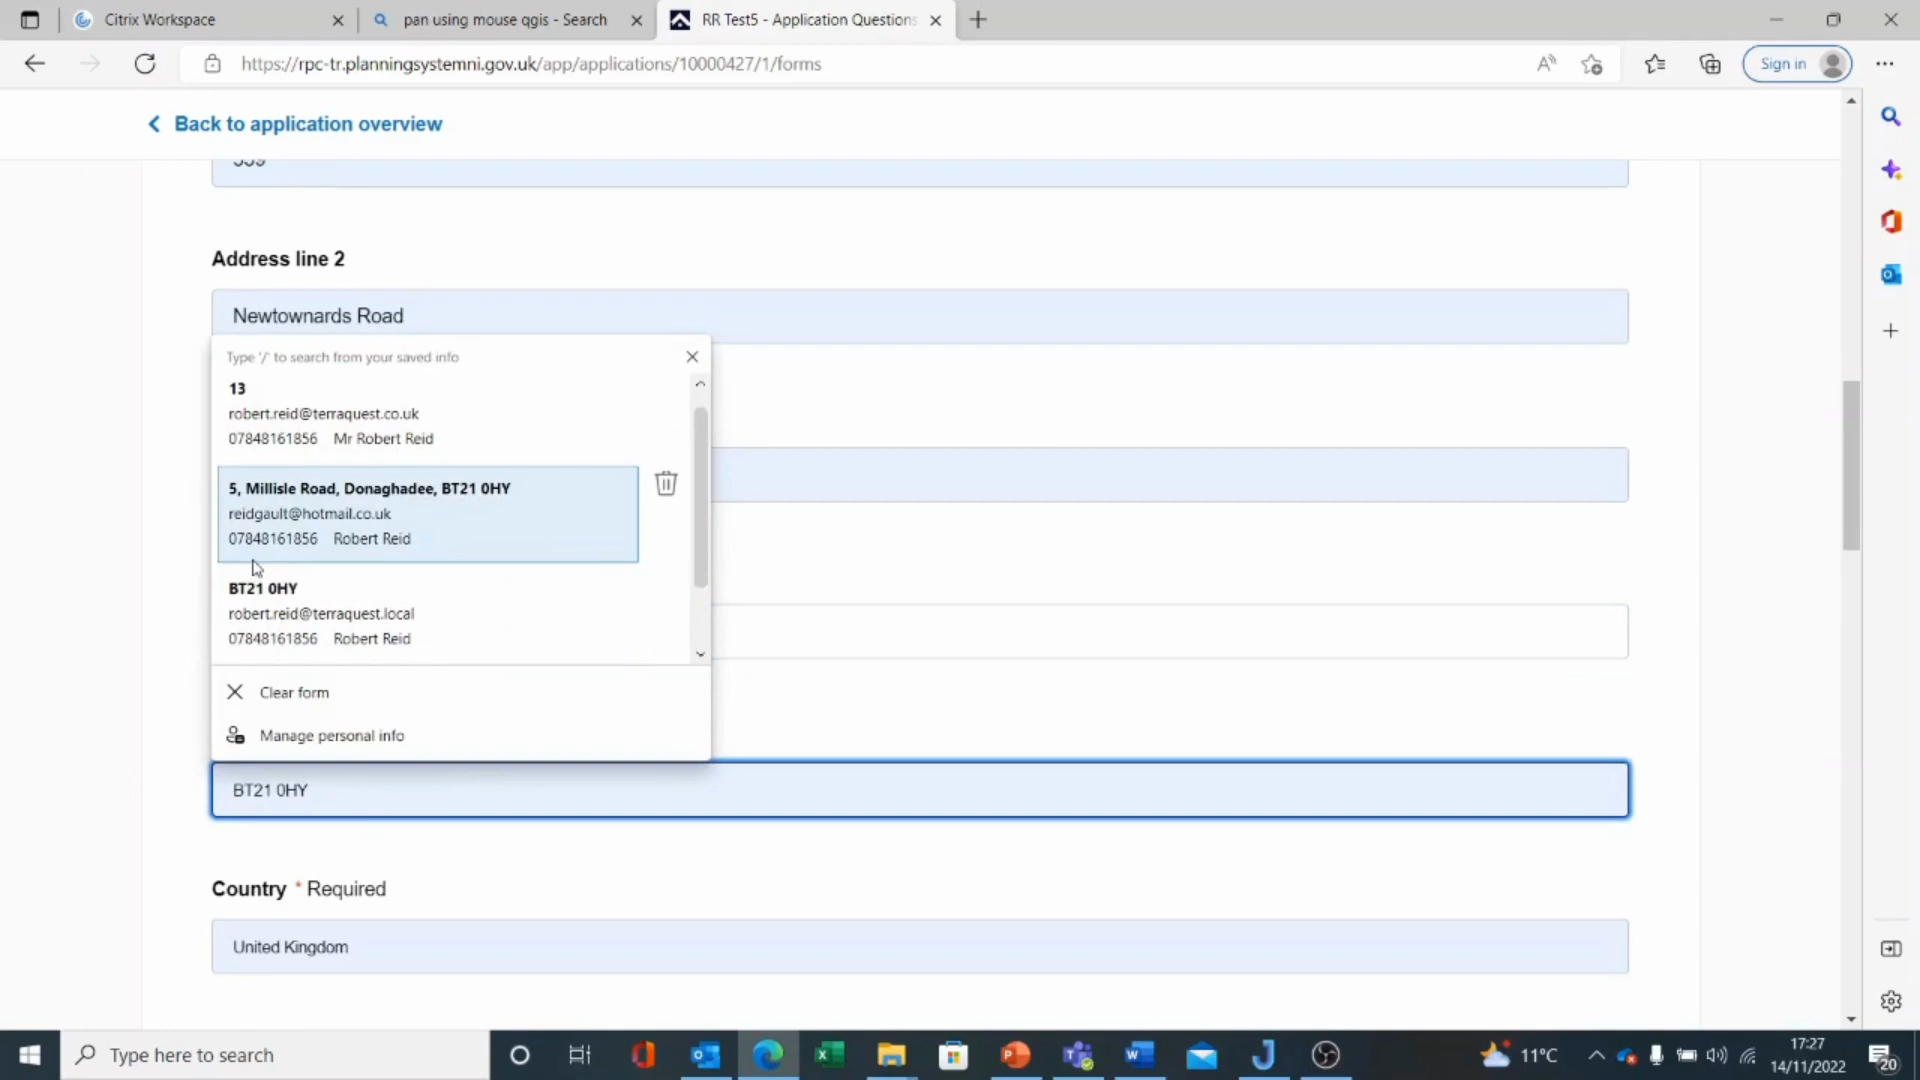 Citrix Workspace
pan using mouse qgis - Search
RR Test5 - Application Questions
https://rpc-tr.planningsystemni.gov.uk/app/applications/10000427/1/forms
Sign in
Back to application overview
Address line 2
Newtownards Road
Type '/' to search from your saved info
13
robert.reid@terraquest.co.uk
07848161856 Mr Robert Reid
5, Millisle Road, Donaghadee, BT21 0HY
reidgault@hotmail.co.uk
07848161856 Robert Reid
BT21 0HY
robert.reid@terraquest.local
07848161856 Robert Reid
Clear form
Manage personal info
BT21 0HY
Country * Required
United Kingdom
Type here to search
11°C
17:27
14/11/2022
20